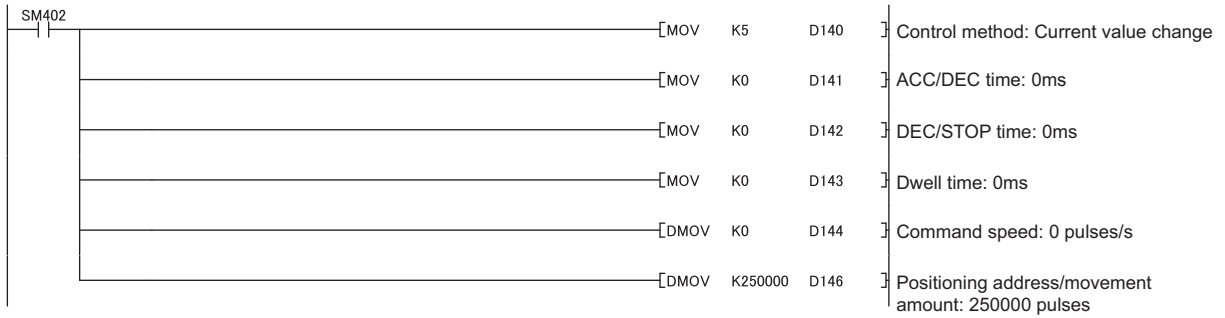 SM402
[MOV K5 D140 ] Control method: Current value change
[MOV K0 D141 ] ACC/DEC time: 0ms
[MOV K0 D142 ] DEC/STOP time: 0ms
[MOV K0 D143 ] Dwell time: 0ms
[DMOV K0 D144 ] Command speed: 0 pulses/s
[DMOV K250000 D146 ] Positioning address/movement
amount: 250000 pulses